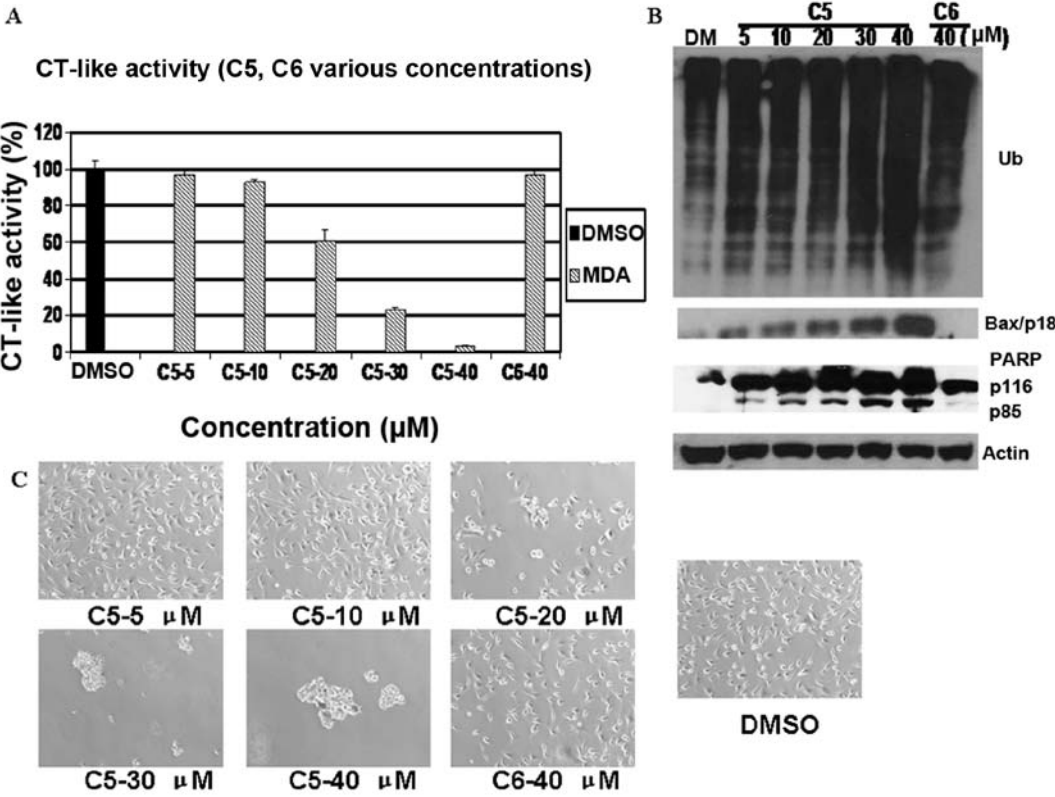 A
CT-like activity (C5, C6 various concentrations)
CT-like activity (%)
120
100
80
60
40
20
0
DMSO C5-5 C5-10 C5-20 C5-30 C5-40 C6-40
DMSO
MDA
Concentration (μM)
B
C5 C6
DM 5 10 20 30 40 40 (μM)
Ub
Bax/p18
PARP
p116
p85
Actin
C
C5-5 μM C5-10 μM C5-20 μM
C5-30 μM C5-40 μM C6-40 μM
DMSO